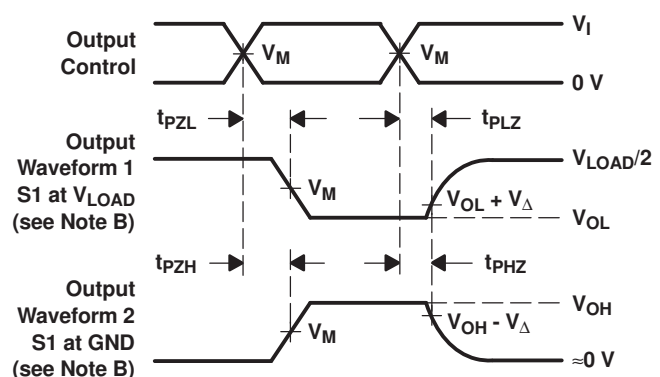 Output
Control
V_M
V_M
V_I
0 V
t_PZL
t_PLZ
Output
Waveform 1
S1 at V_LOAD
(see Note B)
V_M
V_LOAD/2
V_OL + V_Δ
V_OL
t_PZH
t_PHZ
Output
Waveform 2
S1 at GND
(see Note B)
V_M
V_OH
V_OH - V_Δ
≈0 V